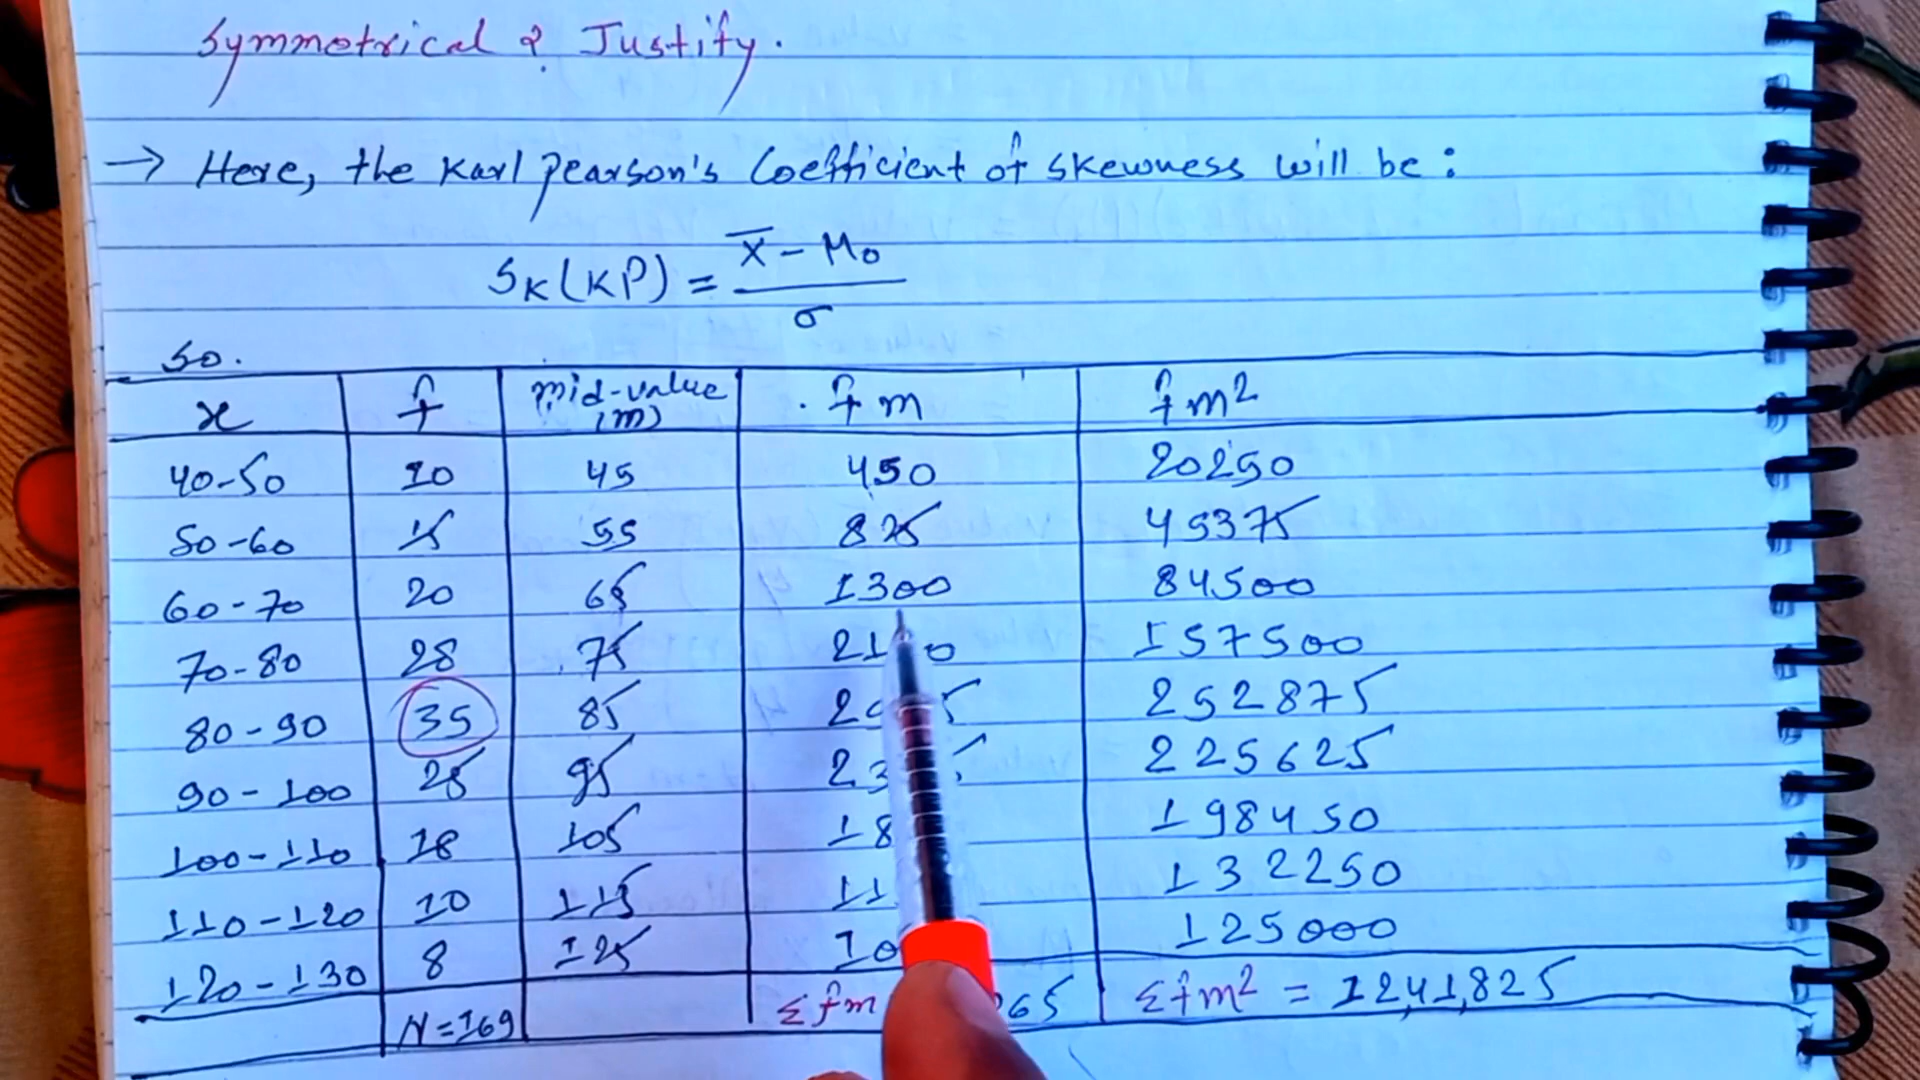 Symmetrical & Justify.
→ Here, the Karl Pearson's Coefficient of skewness will be:
SK(KP) = X̄ - Mo / σ
So.
x f mid-value (m) fm fm²
40-50 10 45 450 20250
50-60 15 55 825 45375
60-70 20 65 1300 84500
70-80 28 75 157500
80-90 35 85 252875
90-100 25 95 225625
100-110 18 105 198450
110-120 10 115 132250
120-130 8 125 125000
N=169 Σfm Σfm² = 12,41,825